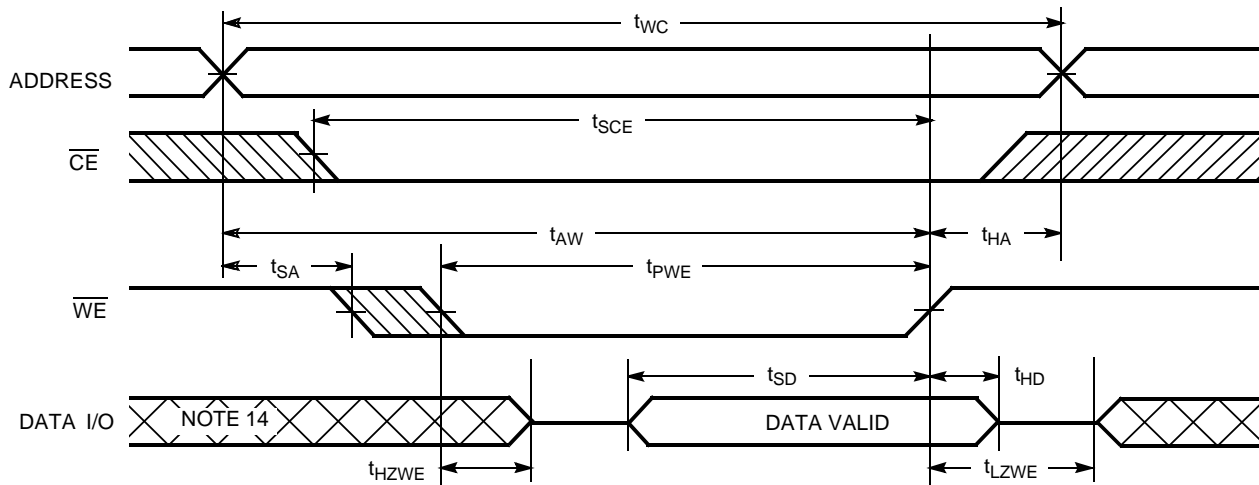 tWC
ADDRESS
tSCE
CE
tAW
tHA
tSA
tPWE
WE
tSD
tHD
DATA I/O
NOTE 14
DATA VALID
tHZWE
tLZWE